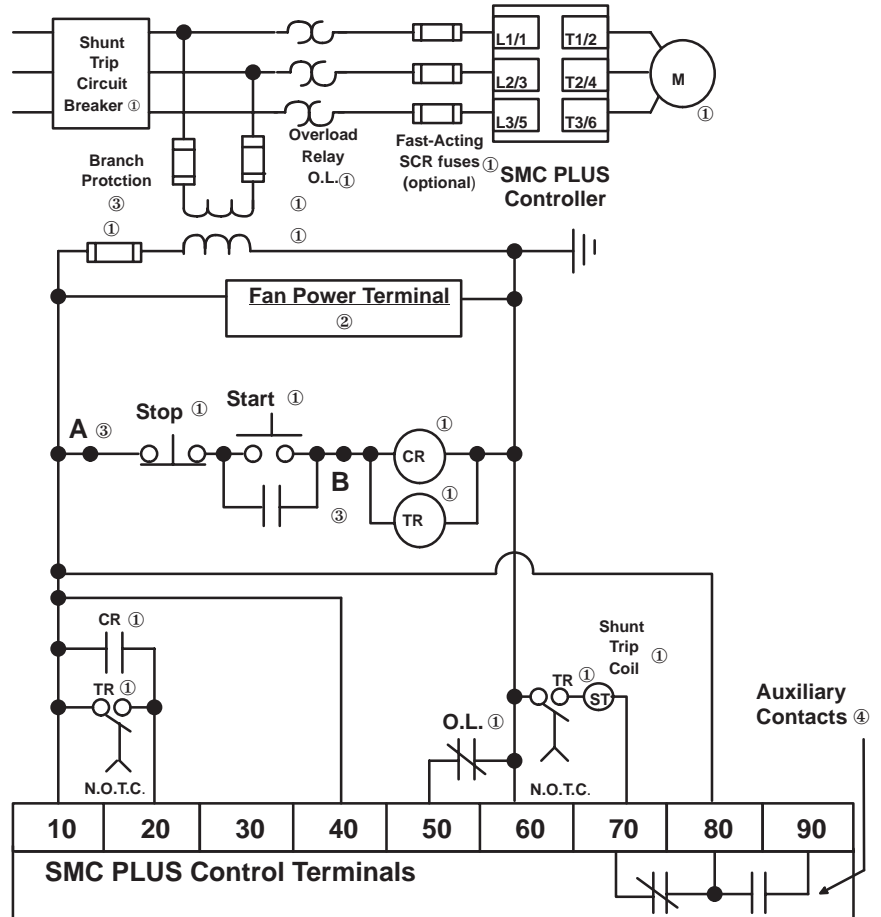 Shunt
Trip
Circuit
Breaker ①
L1/1 T1/2
L2/3 T2/4
L3/5 T3/6
M
①
Overload
Relay
O.L.①
Fast-Acting
SCR fuses ①
(optional)
SMC PLUS
Controller
Branch
Protction
③
①
①
①
Fan Power Terminal
②
Stop ①
Start ①
A ③
B
③
CR
①
TR
①
CR ①
TR ①
N.O.T.C.
O.L. ①
TR ①
N.O.T.C.
Shunt
Trip
Coil ①
ST
Auxiliary
Contacts ④
10 20 30 40 50 60 70 80 90
SMC PLUS Control Terminals